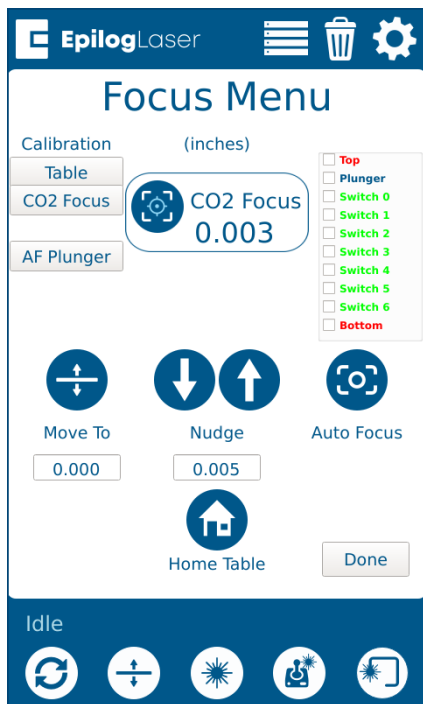 EpilogLaser
Focus Menu
Calibration
(inches)
Table
CO2 Focus
AF Plunger
CO2 Focus
0.003
Top
Plunger
Switch 0
Switch 1
Switch 2
Switch 3
Switch 4
Switch 5
Switch 6
Bottom
Move To
Nudge
Auto Focus
0.000
0.005
Home Table
Done
Idle